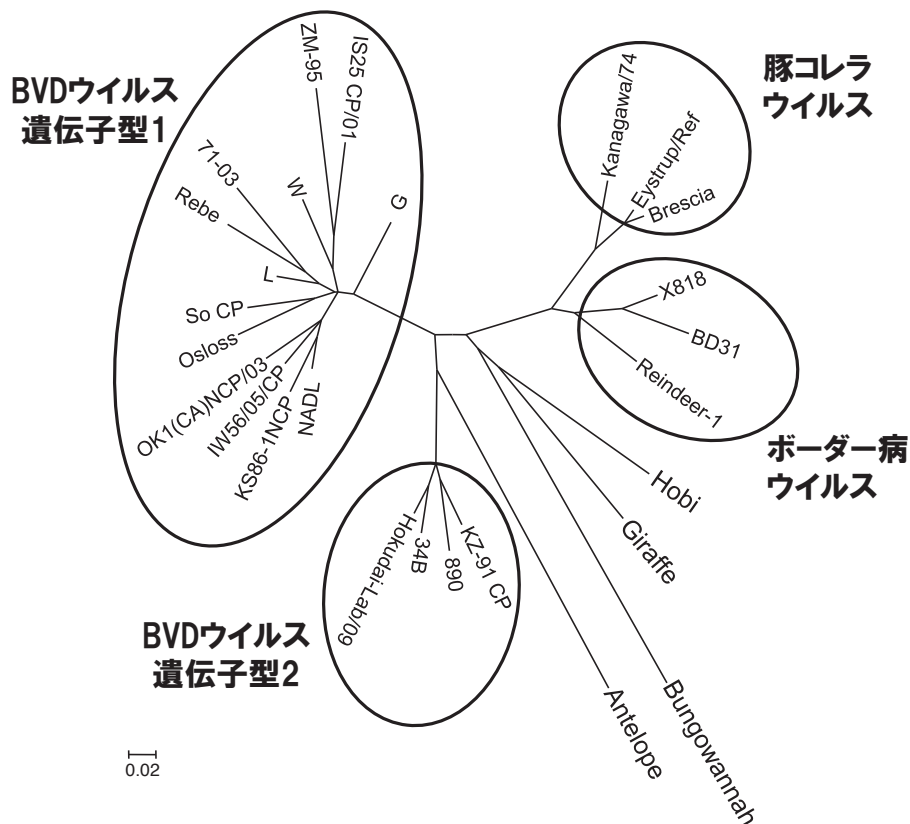 BVDウイルス
遺伝子型1
ZM-95
IS25 CP/01
71-03
W
G
Rebe
L
So CP
Osloss
OK1(CA)NCP/03
IW56/05/CP
KS86-1NCP
NADL
豚コレラ
ウイルス
Kanagawa/74
Eystrup/Ref
Brescia
X818
BD31
Reindeer-1
ボーダー病
ウイルス
Hobi
Giraffe
Bungowannah
Antelope
BVDウイルス
遺伝子型2
Hokudai-Lab/09
34B
890
KZ-91 CP
0.02